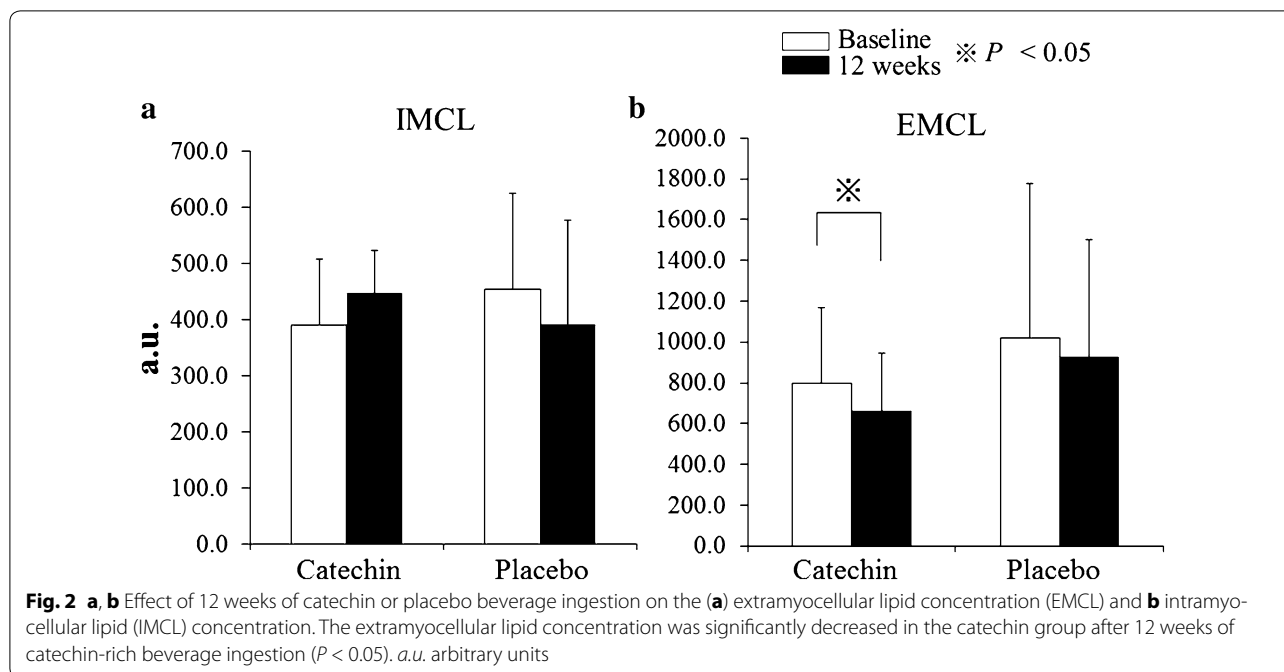 Baseline
12 weeks
※ P < 0.05
a
IMCL
700.0
600.0
500.0
400.0
300.0
200.0
100.0
0.0
a.u.
Catechin
Placebo
b
EMCL
2000.0
1800.0
1600.0
1400.0
1200.0
1000.0
800.0
600.0
400.0
200.0
0.0
※
Catechin
Placebo
Fig. 2 a, b Effect of 12 weeks of catechin or placebo beverage ingestion on the (a) extramyocellular lipid concentration (EMCL) and b intramyo-
cellular lipid (IMCL) concentration. The extramyocellular lipid concentration was significantly decreased in the catechin group after 12 weeks of
catechin-rich beverage ingestion (P < 0.05). a.u. arbitrary units